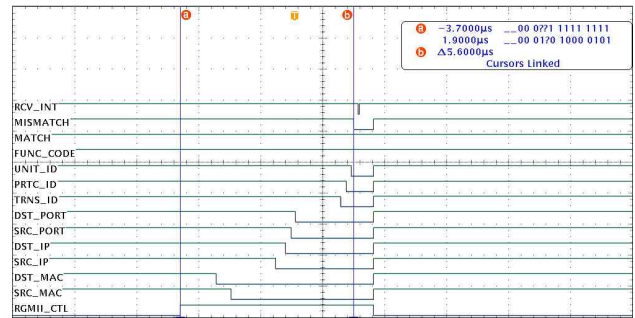 a T b
a −3.7000µs __00 0??1 1111 1111
1.9000µs __00 01?0 1000 0101
b Δ5.6000µs
Cursors Linked
RCV_INT
MISMATCH
MATCH
FUNC_CODE
UNIT_ID
PRTC_ID
TRNS_ID
DST_PORT
SRC_PORT
DST_IP
SRC_IP
DST_MAC
SRC_MAC
RGMII_CTL